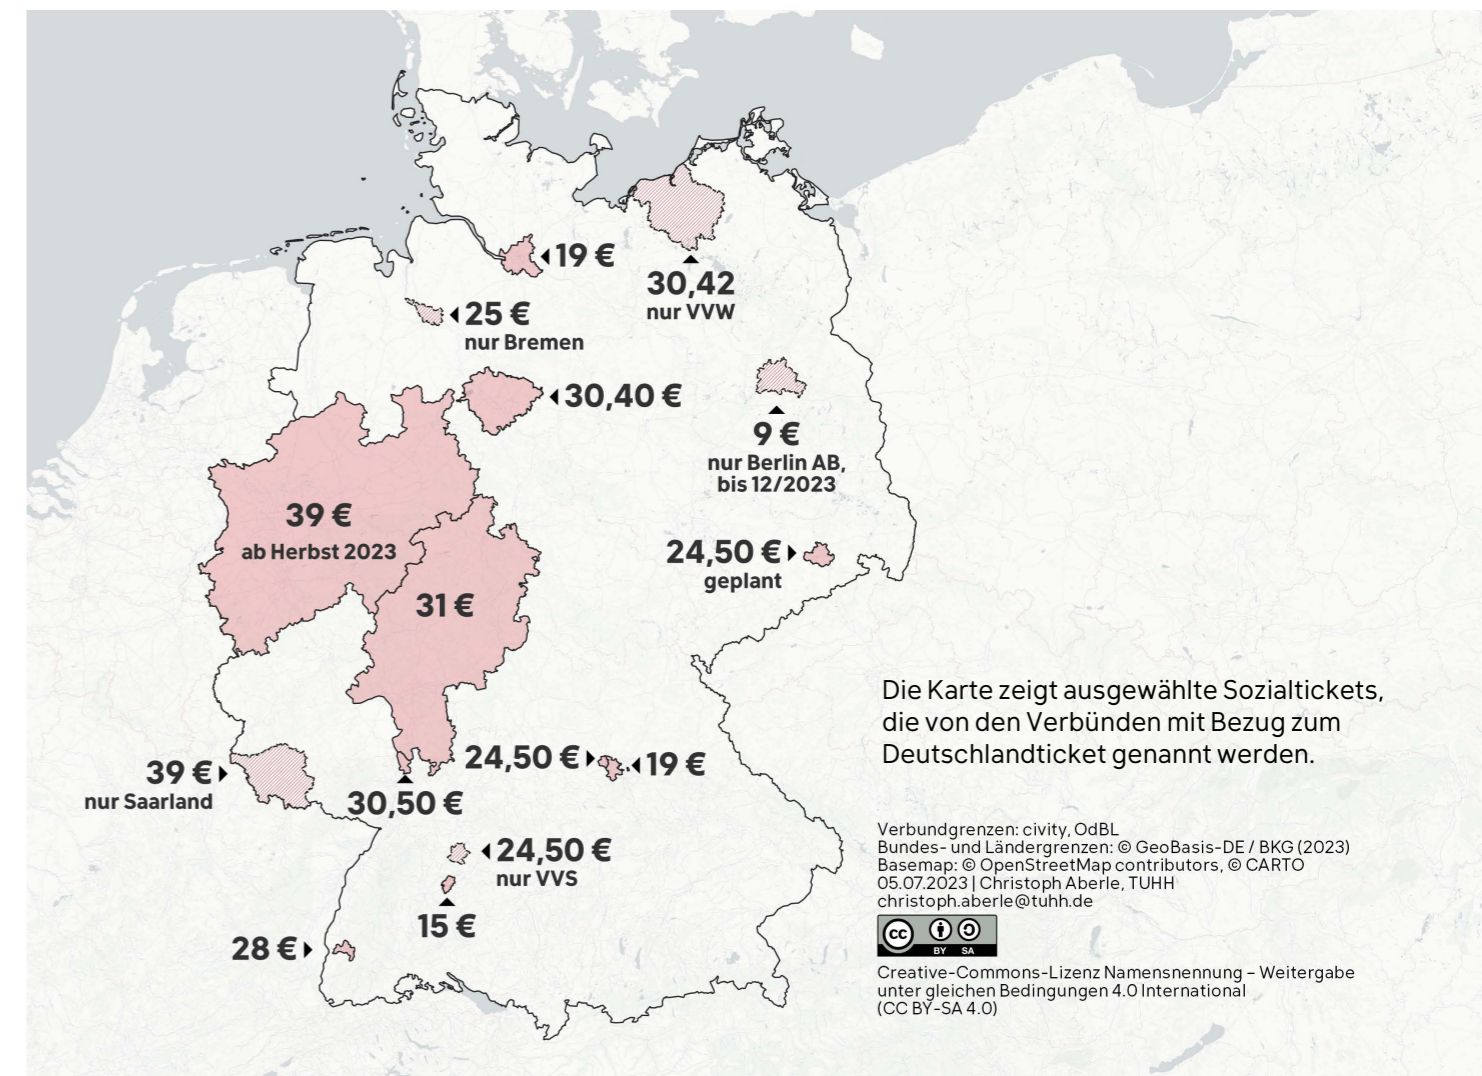 19 €
30,42
nur VVW
25 €
nur Bremen
30,40 €
9 €
nur Berlin AB,
bis 12/2023
39 €
ab Herbst 2023
24,50 €
geplant
31 €
Die Karte zeigt ausgewählte Sozialtickets,
die von den Verbünden mit Bezug zum
Deutschlandticket genannt werden.
24,50 €
19 €
39 €
nur Saarland
30,50 €
24,50 €
nur VVS
15 €
28 €
Verbundgrenzen: civity, OdBL
Bundes- und Ländergrenzen: © GeoBasis-DE / BKG (2023)
Basemap: © OpenStreetMap contributors, © CARTO
05.07.2023 | Christoph Aberle, TUHH
christoph.aberle@tuhh.de
cc BY SA
Creative-Commons-Lizenz Namensnennung – Weitergabe
unter gleichen Bedingungen 4.0 International
(CC BY-SA 4.0)